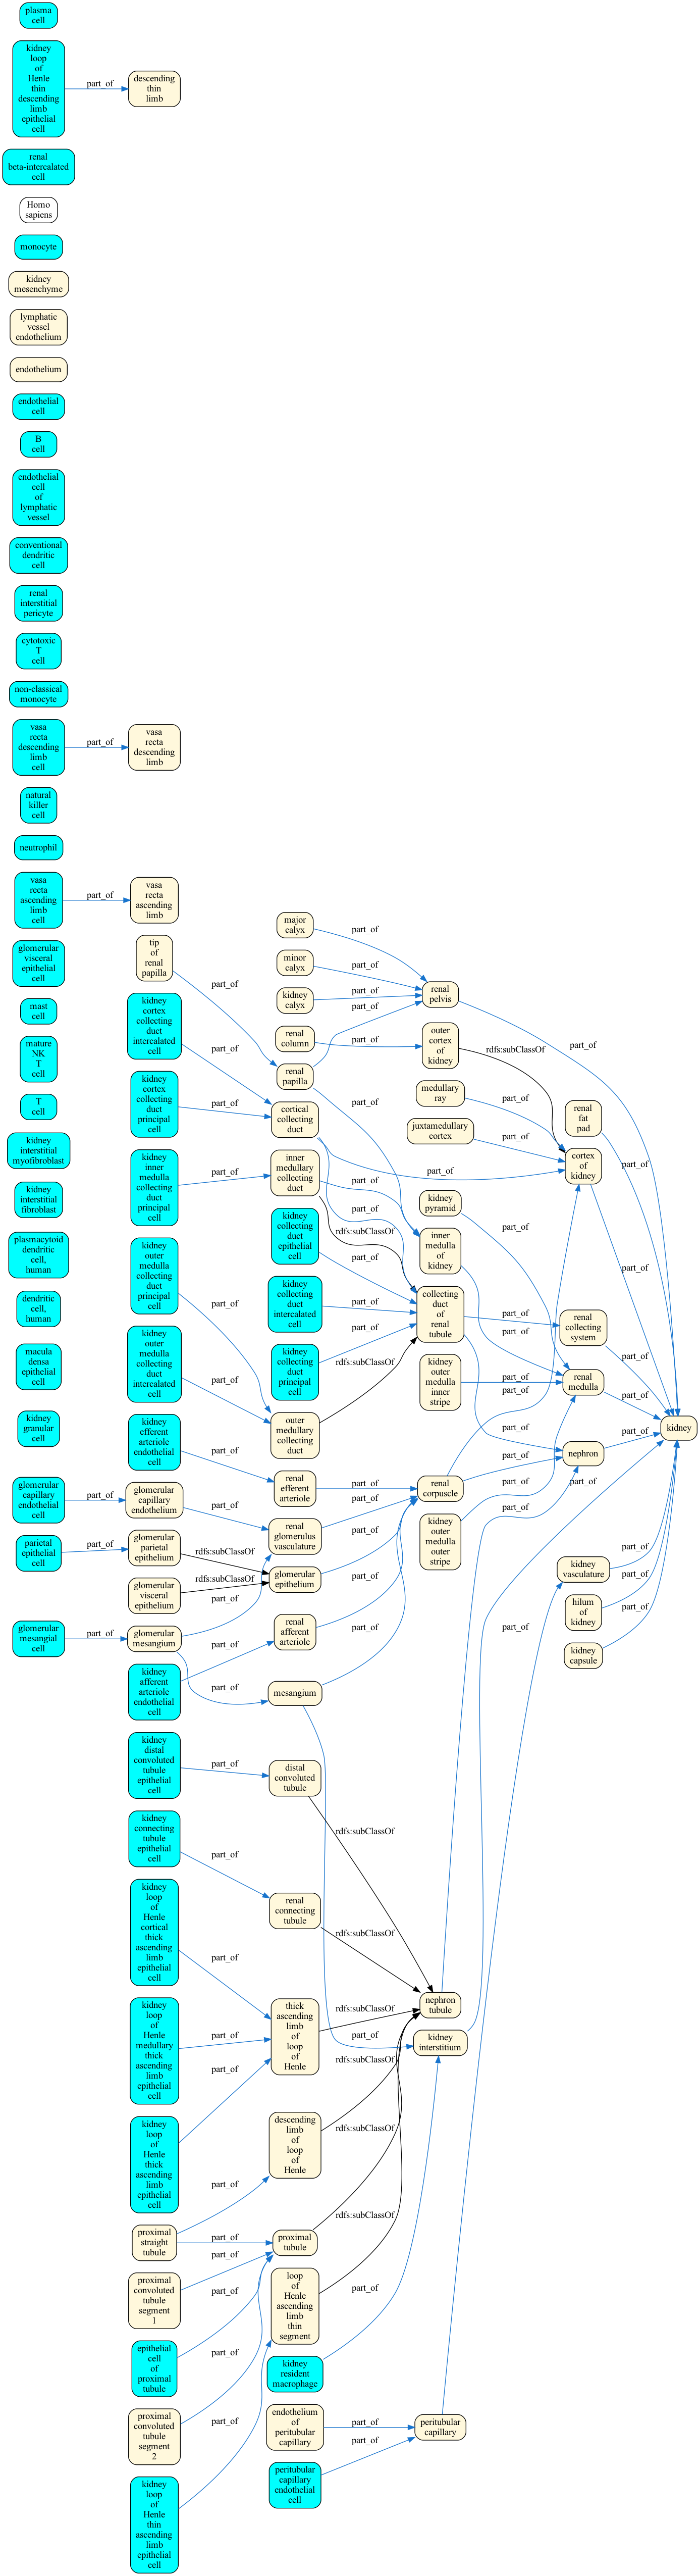 plasma
cell
kidney
loop
of
Henle
thin
descending
limb
epithelial
cell
part_of
descending
thin
limb
renal
beta-intercalated
cell
Homo
sapiens
monocyte
kidney
mesenchyme
lymphatic
vessel
endothelium
endothelium
endothelial
cell
B
cell
endothelial
cell
of
lymphatic
vessel
conventional
dendritic
cell
renal
interstitial
pericyte
cytotoxic
T
cell
non-classical
monocyte
vasa
recta
descending
limb
cell
part_of
vasa
recta
descending
limb
natural
killer
cell
neutrophil
vasa
recta
ascending
limb
cell
part_of
vasa
recta
ascending
limb
glomerular
visceral
epithelial
cell
mast
cell
mature
NK
T
cell
T
cell
kidney
interstitial
myofibroblast
kidney
interstitial
fibroblast
plasmacytoid
dendritic
cell,
human
dendritic
cell,
human
macula
densa
epithelial
cell
kidney
granular
cell
glomerular
capillary
endothelial
cell
part_of
parietal
epithelial
cell
part_of
glomerular
mesangial
cell
part_of
tip
of
renal
papilla
part_of
kidney
cortex
collecting
duct
intercalated
cell
part_of
kidney
cortex
collecting
duct
principal
cell
part_of
kidney
inner
medulla
collecting
duct
principal
cell
part_of
kidney
outer
medulla
collecting
duct
principal
cell
part_of
kidney
outer
medulla
collecting
duct
intercalated
cell
part_of
kidney
efferent
arteriole
endothelial
cell
part_of
glomerular
capillary
endothelium
part_of
glomerular
parietal
epithelium
rdfs:subClassOf
glomerular
visceral
epithelium
rdfs:subClassOf
part_of
glomerular
mesangium
part_of
part_of
kidney
afferent
arteriole
endothelial
cell
kidney
distal
convoluted
tubule
epithelial
cell
part_of
kidney
connecting
tubule
epithelial
cell
part_of
kidney
loop
of
Henle
cortical
thick
ascending
limb
epithelial
cell
part_of
kidney
loop
of
Henle
medullary
thick
ascending
limb
epithelial
cell
part_of
kidney
loop
of
Henle
thick
ascending
limb
epithelial
cell
part_of
proximal
straight
tubule
part_of
part_of
proximal
convoluted
tubule
segment
1
part_of
epithelial
cell
of
proximal
tubule
part_of
proximal
convoluted
tubule
segment
2
part_of
kidney
loop
of
Henle
thin
ascending
limb
epithelial
cell
part_of
major
calyx
part_of
minor
calyx
part_of
kidney
calyx
part_of
renal
column
part_of
renal
papilla
part_of
part_of
cortical
collecting
duct
part_of
part_of
inner
medullary
collecting
duct
part_of
rdfs:subClassOf
kidney
collecting
duct
epithelial
cell
part_of
kidney
collecting
duct
intercalated
cell
part_of
kidney
collecting
duct
principal
cell
part_of
outer
medullary
collecting
duct
rdfs:subClassOf
renal
efferent
arteriole
part_of
renal
glomerulus
vasculature
part_of
glomerular
epithelium
part_of
renal
afferent
arteriole
part_of
mesangium
part_of
part_of
distal
convoluted
tubule
rdfs:subClassOf
renal
connecting
tubule
rdfs:subClassOf
thick
ascending
limb
of
loop
of
Henle
rdfs:subClassOf
descending
limb
of
loop
of
Henle
rdfs:subClassOf
proximal
tubule
rdfs:subClassOf
loop
of
Henle
ascending
limb
thin
segment
rdfs:subClassOf
kidney
resident
macrophage
part_of
endothelium
of
peritubular
capillary
part_of
peritubular
capillary
endothelial
cell
part_of
renal
pelvis
part_of
outer
cortex
of
kidney
rdfs:subClassOf
medullary
ray
part_of
juxtamedullary
cortex
part_of
kidney
pyramid
part_of
inner
medulla
of
kidney
part_of
collecting
duct
of
renal
tubule
part_of
part_of
kidney
outer
medulla
inner
stripe
part_of
renal
corpuscle
part_of
part_of
kidney
outer
medulla
outer
stripe
part_of
nephron
tubule
part_of
kidney
interstitium
part_of
peritubular
capillary
part_of
renal
fat
pad
part_of
cortex
of
kidney
part_of
renal
collecting
system
part_of
renal
medulla
part_of
nephron
part_of
kidney
vasculature
part_of
hilum
of
kidney
part_of
kidney
capsule
part_of
kidney